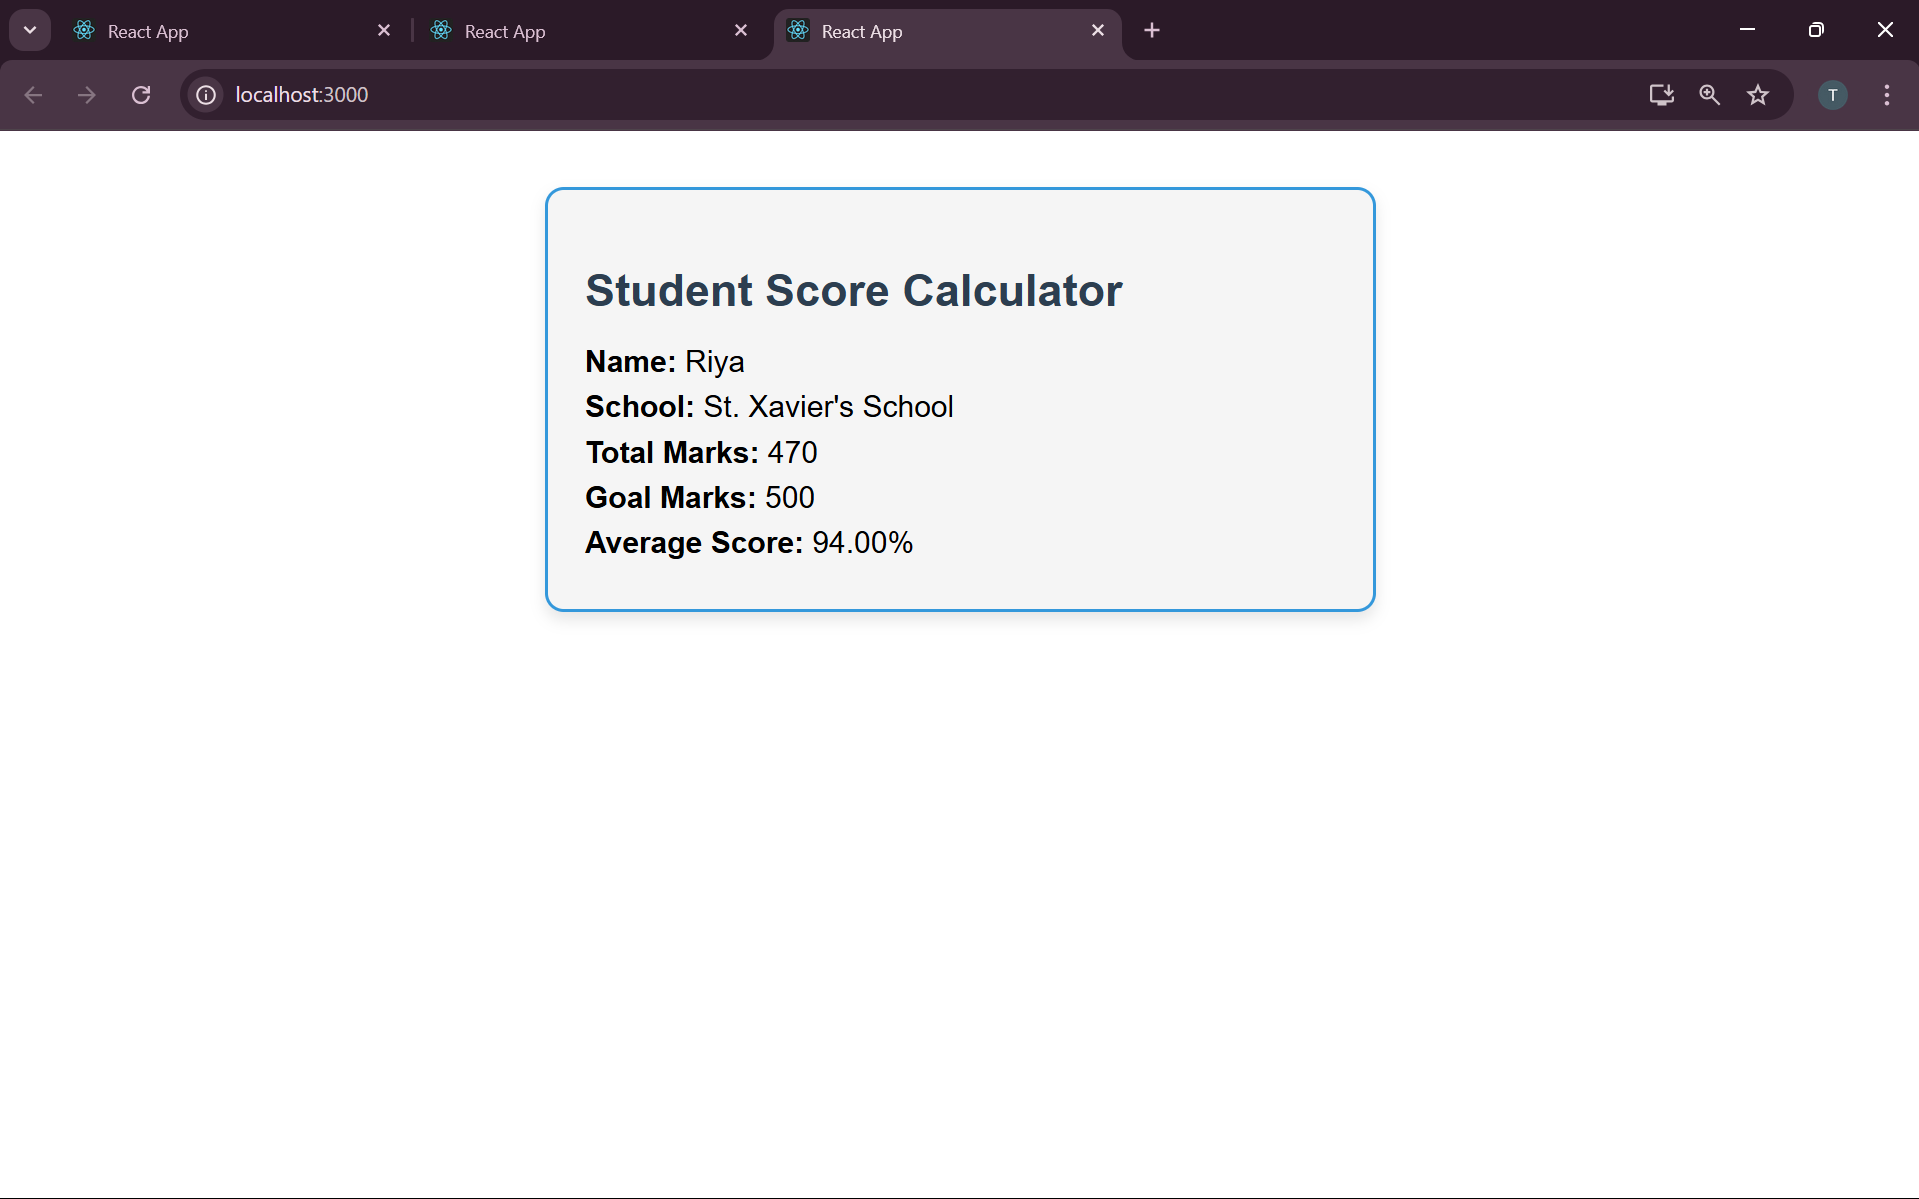 React App
React App
React App
localhost:3000
T
Student Score Calculator
Name: Riya
School: St. Xavier's School
Total Marks: 470
Goal Marks: 500
Average Score: 94.00%